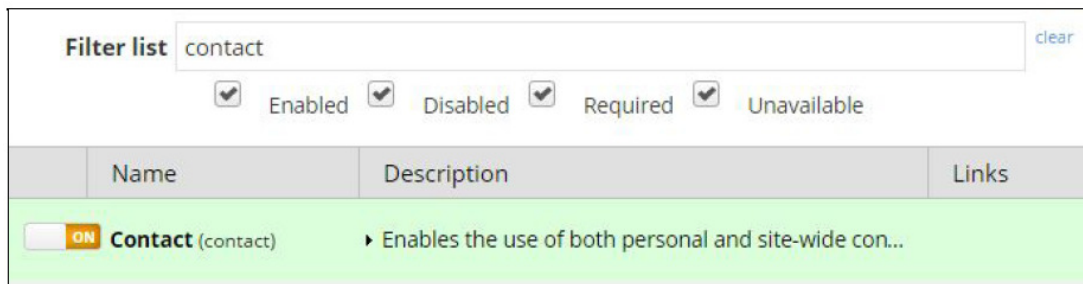 Filter list contact clear
Enabled Disabled Required Unavailable
Name Description Links
ON Contact (contact) Enables the use of both personal and site-wide con...